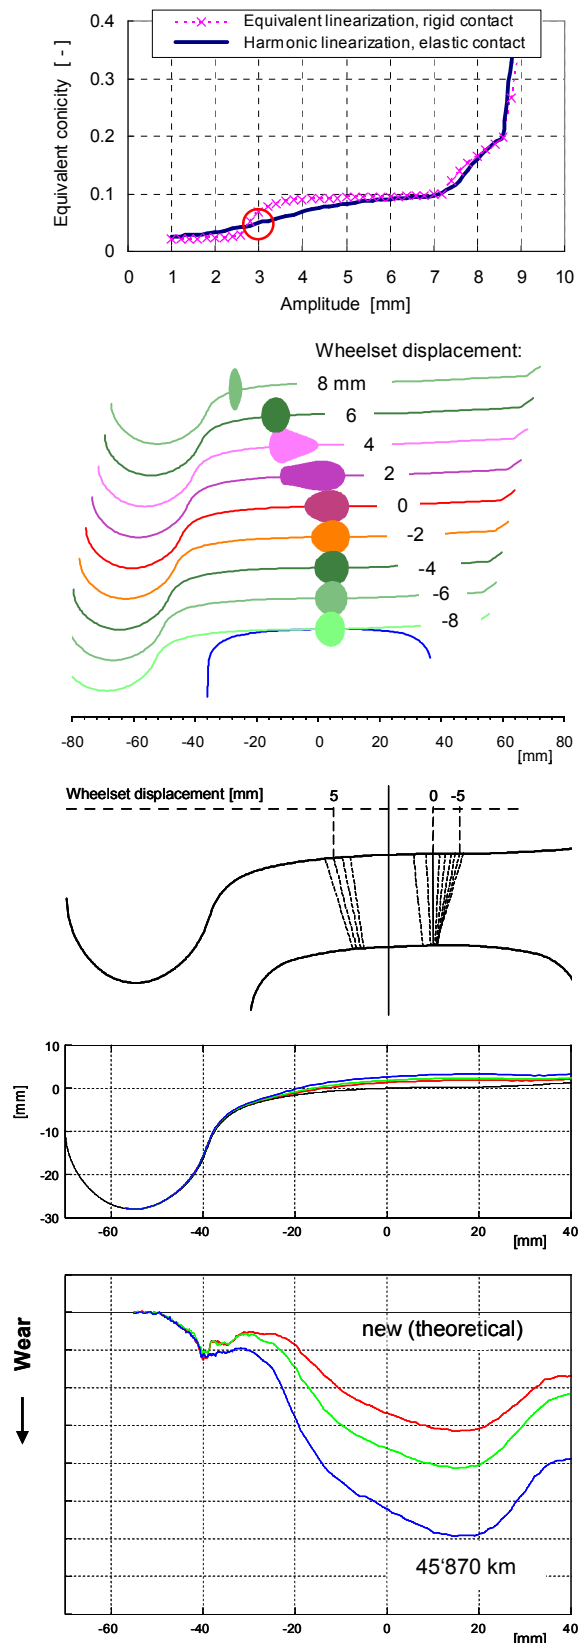 0.4
Equivalent linearization, rigid contact
Harmonic linearization, elastic contact
0.3
0.2
0.1
0
Equivalent conicity [ - ]
0 1 2 3 4 5 6 7 8 9 10
Amplitude [mm]
Wheelset displacement:
8 mm
6
4
2
0
-2
-4
-6
-8
-80 -60 -40 -20 0 20 40 60 80
[mm]
Wheelset displacement [mm] 5 0 -5
10
0
-10
-20
-30
[mm]
-60 -40 -20 0 20 40
[mm]
new (theoretical)
Wear
45‘870 km
-60 -40 -20 0 20 40
[mm]